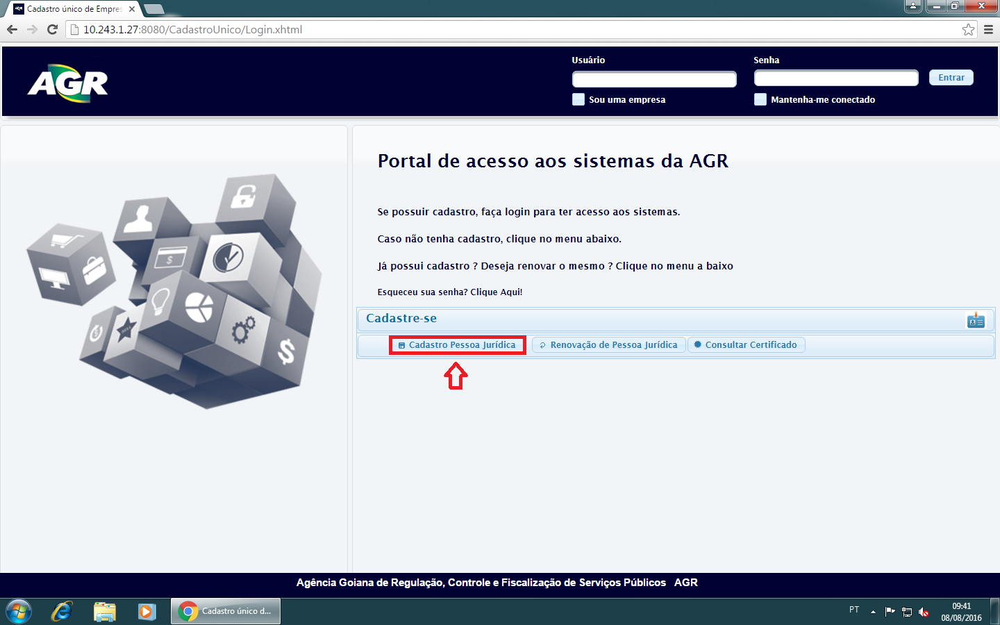 Cadastro único de Empres
10.243.1.27:8080/CadastroUnico/Login.xhtml
AGR
Usuário
Senha
Entrar
Sou uma empresa
Mantenha-me conectado
Portal de acesso aos sistemas da AGR
Se possuir cadastro, faça login para ter acesso aos sistemas.
Caso não tenha cadastro, clique no menu abaixo.
Já possui cadastro ? Deseja renovar o mesmo ? Clique no menu a baixo
Esqueceu sua senha? Clique Aqui!
Cadastre-se
Cadastro Pessoa Jurídica
Renovação de Pessoa Jurídica
Consultar Certificado
Agência Goiana de Regulação, Controle e Fiscalização de Serviços Públicos AGR
Cadastro único d...
PT
09:41
08/08/2016